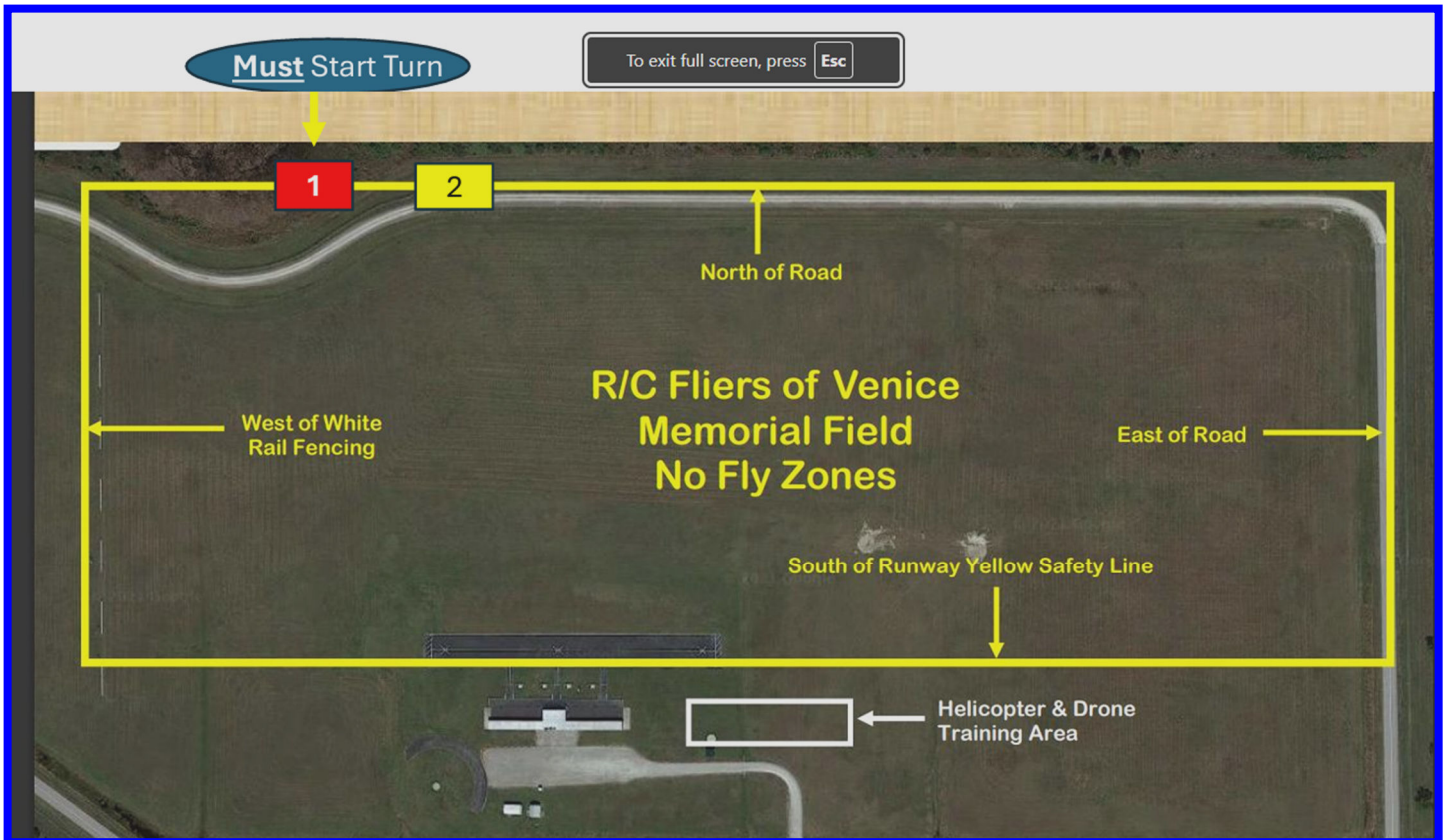 Must Start Turn
To exit full screen, press Esc
1
2
North of Road
R/C Fliers of Venice
Memorial Field
No Fly Zones
West of White
Rail Fencing
East of Road
South of Runway Yellow Safety Line
Helicopter & Drone
Training Area